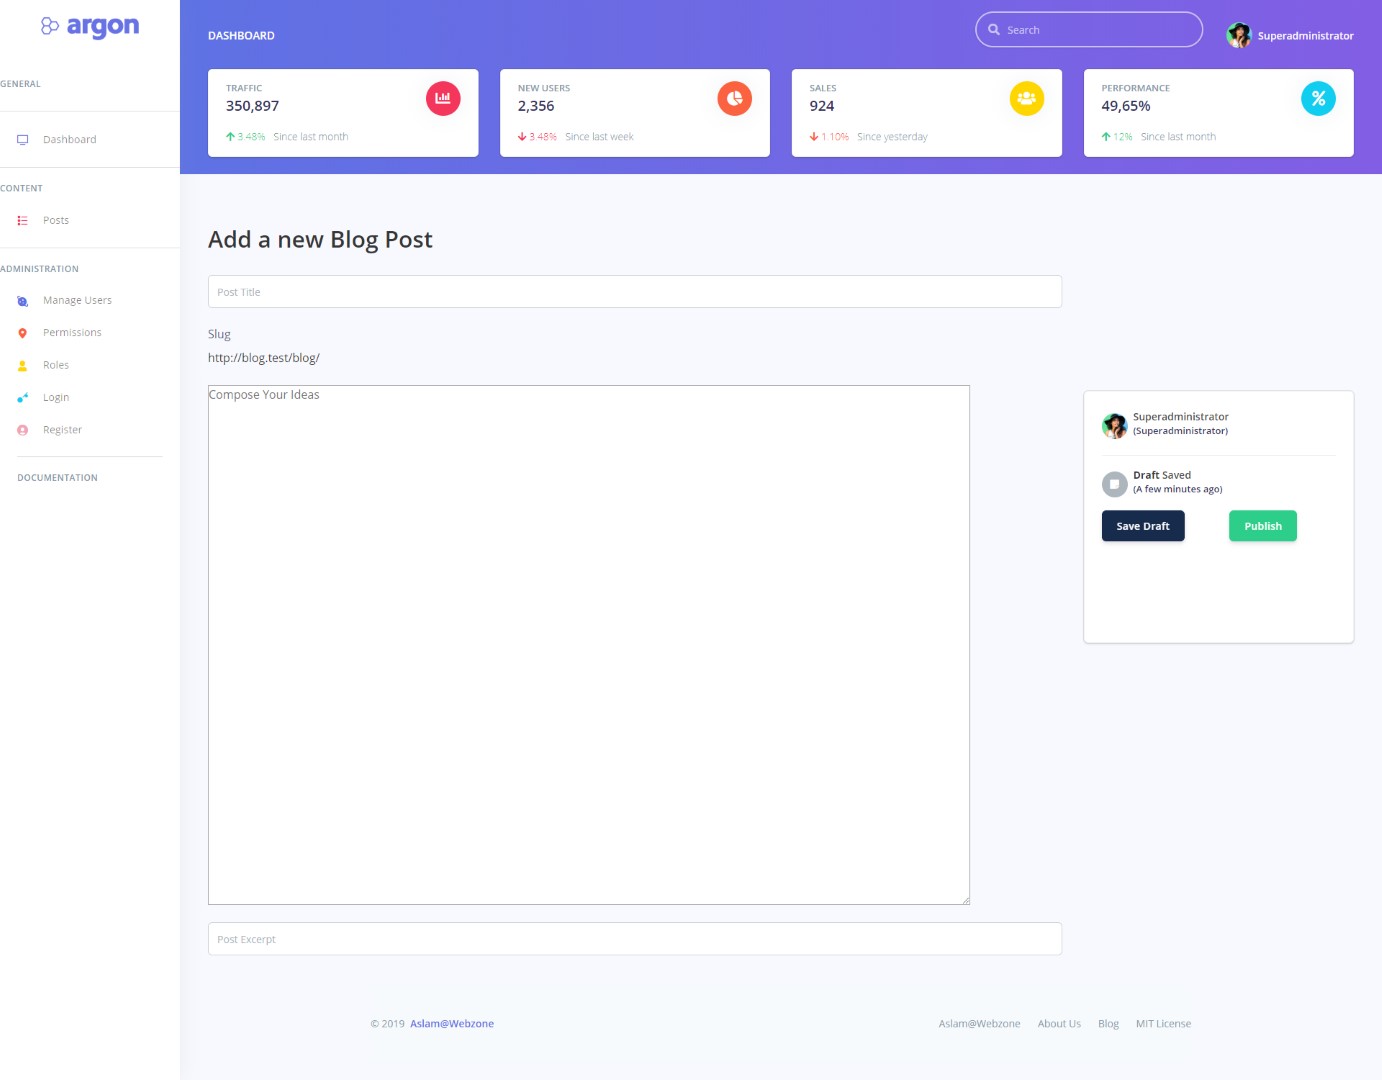 argon
GENERAL
Dashboard
CONTENT
Posts
ADMINISTRATION
Manage Users
Permissions
Roles
Login
Register
DOCUMENTATION
DASHBOARD
Search
Superadministrator
TRAFFIC
350,897
3.48% Since last month
NEW USERS
2,356
3.48% Since last week
SALES
924
1.10% Since yesterday
PERFORMANCE
49,65%
12% Since last month
Add a new Blog Post
Post Title
Slug
http://blog.test/blog/
Compose Your Ideas
Superadministrator
(Superadministrator)
Draft Saved
(A few minutes ago)
Save Draft Publish
Post Excerpt
© 2019 Aslam@Webzone
Aslam@Webzone About Us Blog MIT License